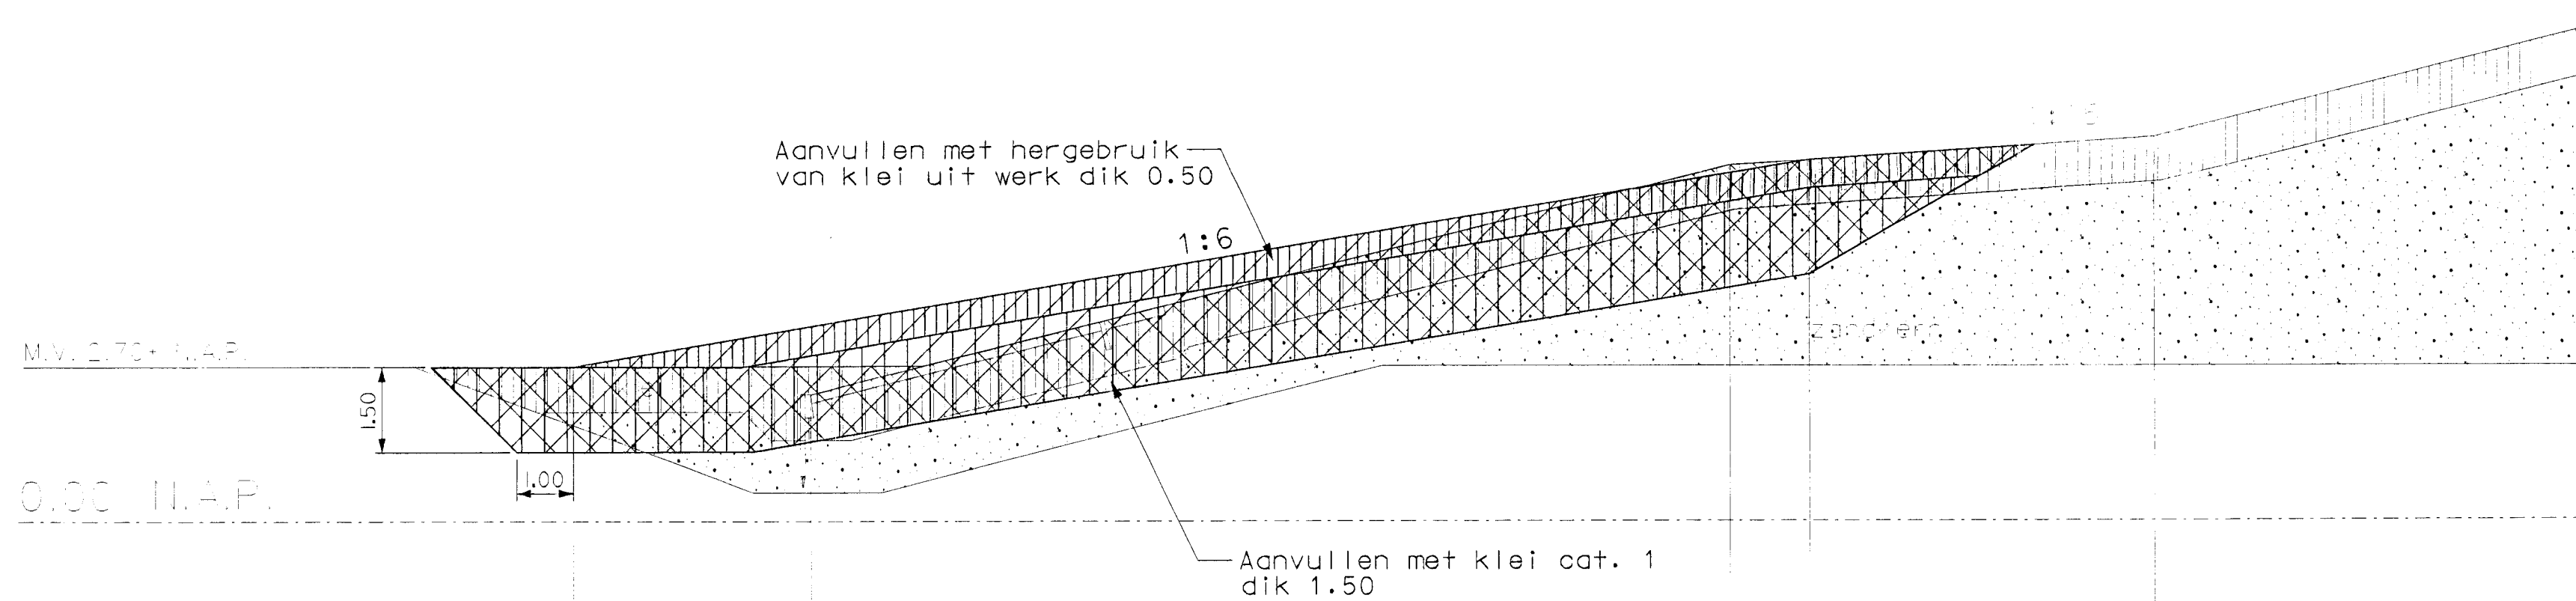 Aanvullen met hergebruik
van klei uit werk dik 0.50
1:6
M.V. 2.70+ N.A.P.
1.50
1.00
0.00 N.A.P.
Aanvullen met klei cat. 1
dik 1.50